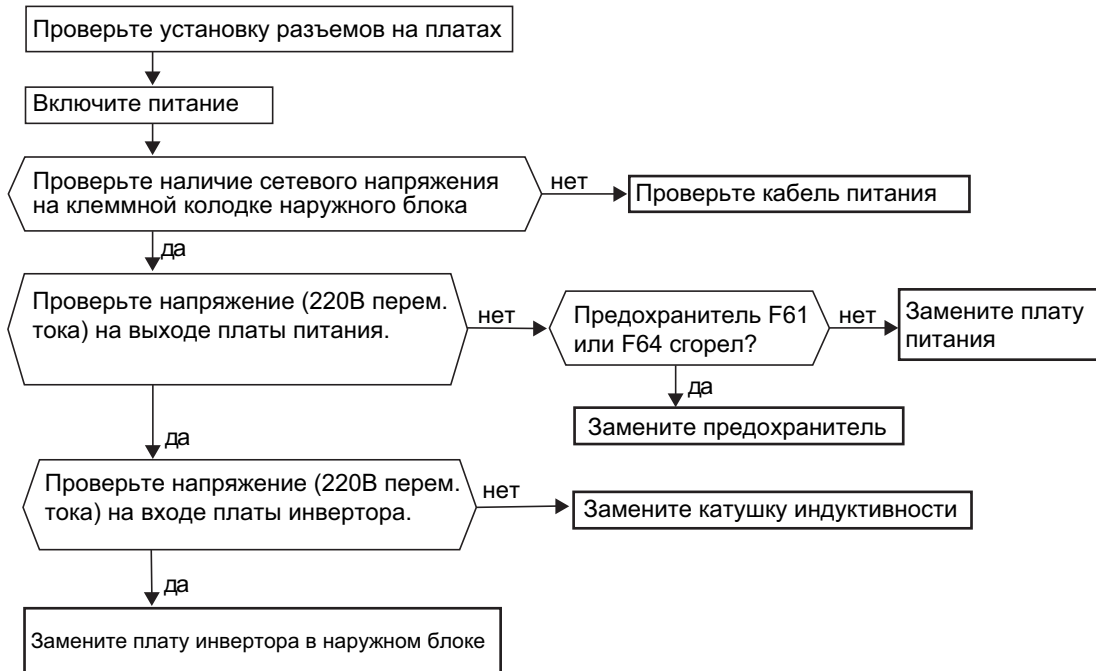 Проверьте установку разъемов на платах
Включите питание
Проверьте наличие сетевого напряжения
на клеммной колодке наружного блока
нет
Проверьте кабель питания
да
Проверьте напряжение (220В перем.
тока) на выходе платы питания.
нет
Предохранитель F61
или F64 сгорел?
нет
Замените плату
питания
да
Замените предохранитель
да
Проверьте напряжение (220В перем.
тока) на входе платы инвертора.
нет
Замените катушку индуктивности
да
Замените плату инвертора в наружном блоке